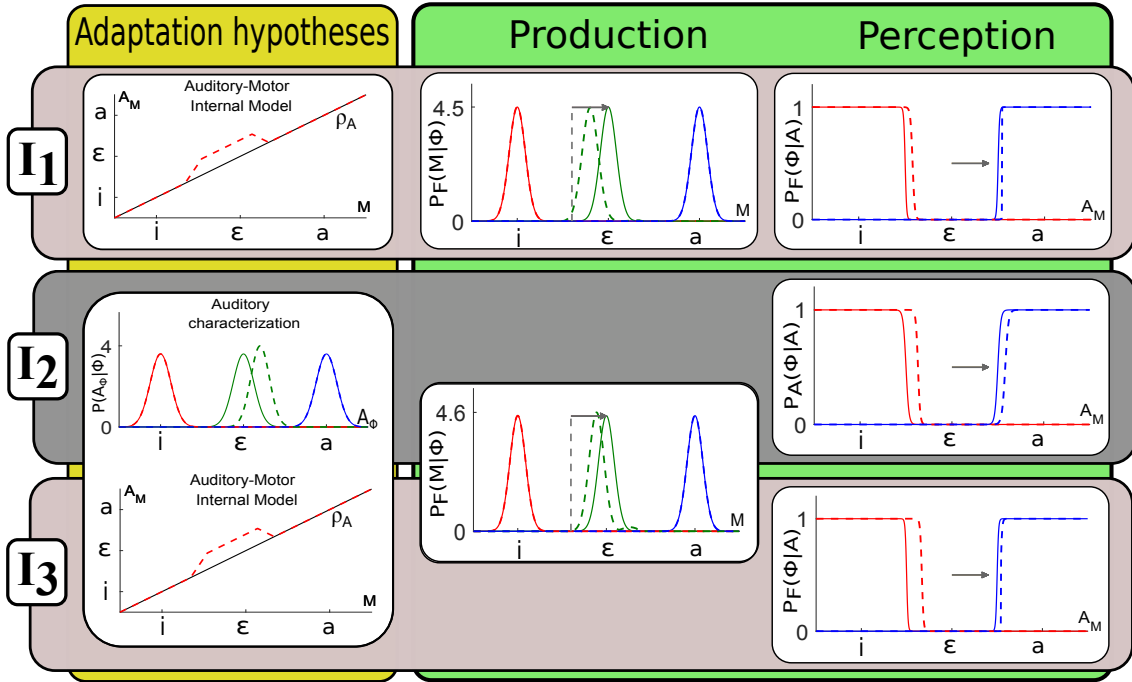 Adaptation hypotheses
Production
Perception
I1
Auditory-Motor
Internal Model
AM
a
ε
i
ρA
M
i ε a
PF(M|Φ)
4.5
0
M
i ε a
PF(Φ|A)
1
0
AM
i ε a
I2
Auditory
characterization
P(AΦ|Φ)
4
0
AΦ
i ε a
PF(M|Φ)
4.6
0
M
i ε a
PA(Φ|A)
1
0
AM
i ε a
I3
Auditory-Motor
Internal Model
AM
a
ε
i
ρA
M
i ε a
PF(Φ|A)
1
0
AM
i ε a